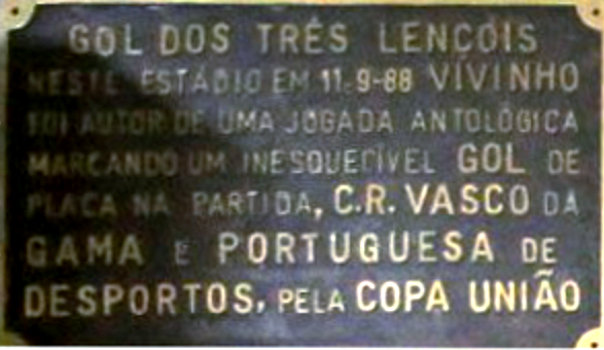 GOL DOS TRÊS LENCÓIS
NESTE ESTÁDIO EM 11-9-88 VIVINHO
FOI AUTOR DE UMA JOGADA ANTOLÓGICA
MARCANDO UM INESQUECÍVEL GOL DE
PLACA NA PARTIDA, C.R. VASCO DA
GAMA E PORTUGUESA DE
DESPORTOS, PELA COPA UNIÃO